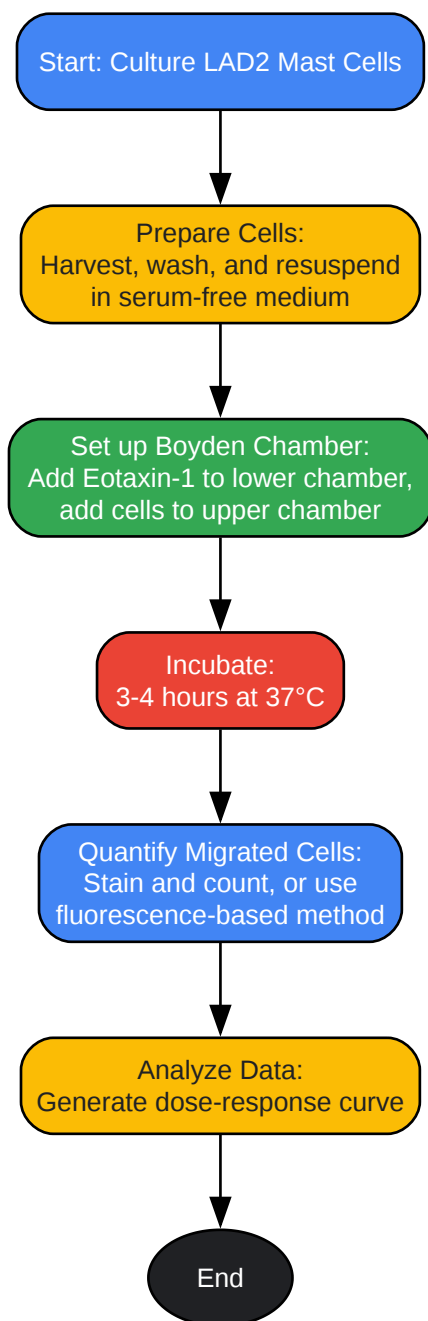 Start: Culture LAD2 Mast Cells
Prepare Cells:
Harvest, wash, and resuspend
in serum-free medium
Set up Boyden Chamber:
Add Eotaxin-1 to lower chamber,
add cells to upper chamber
Incubate:
3-4 hours at 37°C
Quantify Migrated Cells:
Stain and count, or use
fluorescence-based method
Analyze Data:
Generate dose-response curve
End